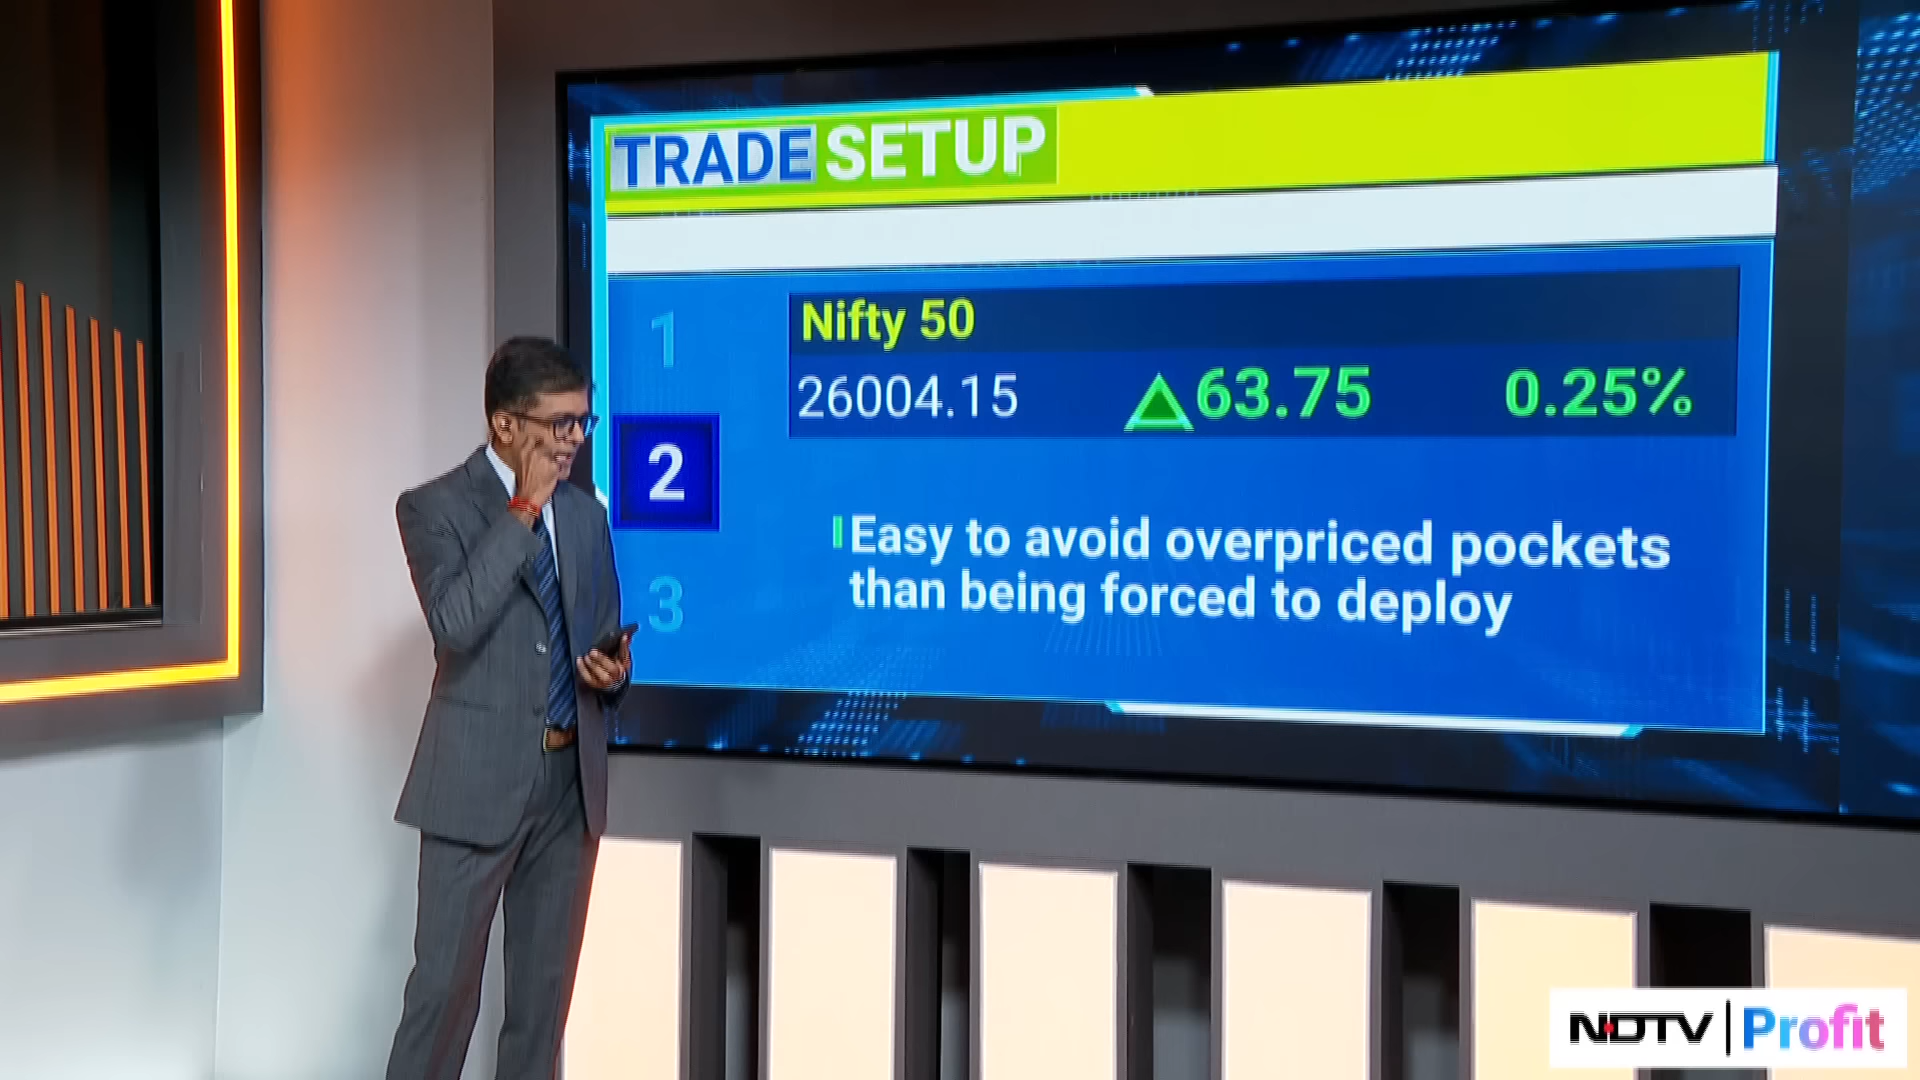 TRADE SETUP
1
Nifty 50
26004.15 63.75 0.25%
2
Easy to avoid overpriced pockets
than being forced to deploy
3
NDTV | Profit